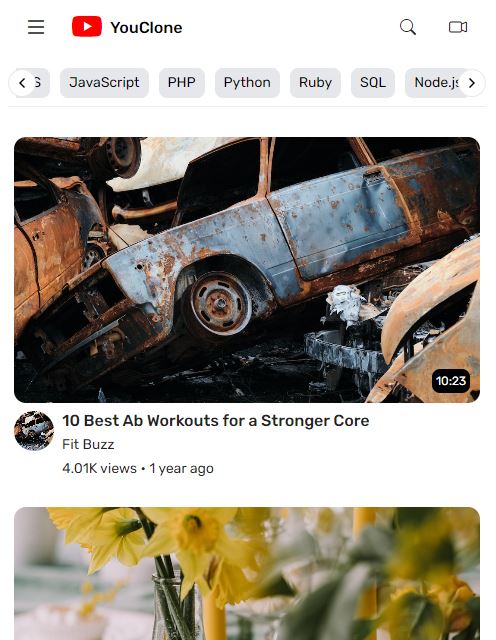 YouClone
S
JavaScript
PHP
Python
Ruby
SQL
Node.js
10:23
10 Best Ab Workouts for a Stronger Core
Fit Buzz
4.01K views • 1 year ago